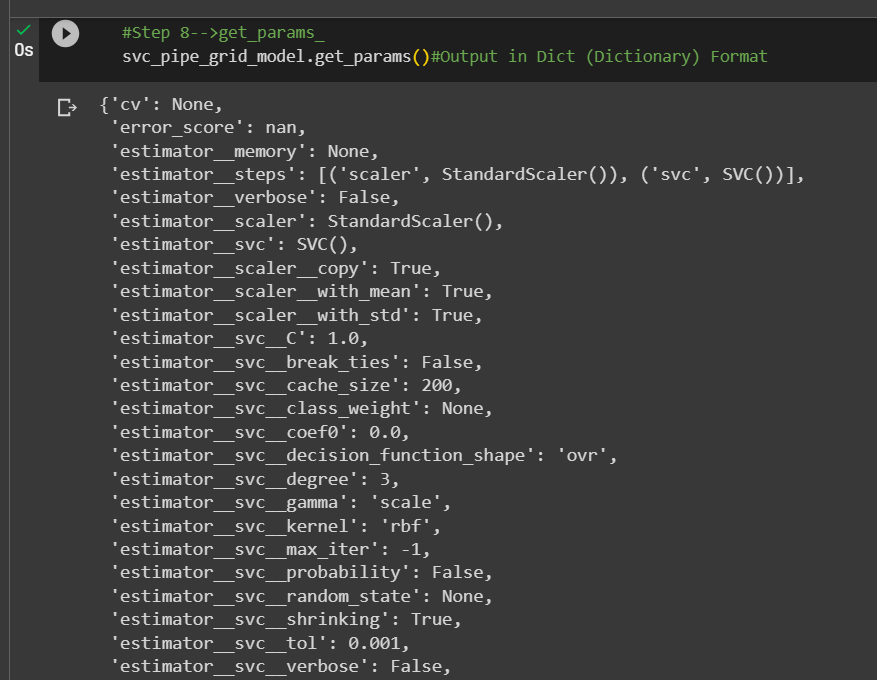 #Step 8-->get_params_
0s
svc_pipe_grid_model.get_params()#Output in Dict (Dictionary) Format
{'cv': None,
'error_score': nan,
'estimator__memory': None,
'estimator__steps': [('scaler', StandardScaler()), ('svc', SVC())],
'estimator__verbose': False,
'estimator__scaler': StandardScaler(),
'estimator__svc': SVC(),
'estimator__scaler__copy': True,
'estimator__scaler__with_mean': True,
'estimator__scaler__with_std': True,
'estimator__svc__C': 1.0,
'estimator__svc__break_ties': False,
'estimator__svc__cache_size': 200,
'estimator__svc__class_weight': None,
'estimator__svc__coef0': 0.0,
'estimator__svc__decision_function_shape': 'ovr',
'estimator__svc__degree': 3,
'estimator__svc__gamma': 'scale',
'estimator__svc__kernel': 'rbf',
'estimator__svc__max_iter': -1,
'estimator__svc__probability': False,
'estimator__svc__random_state': None,
'estimator__svc__shrinking': True,
'estimator__svc__tol': 0.001,
'estimator__svc__verbose': False,